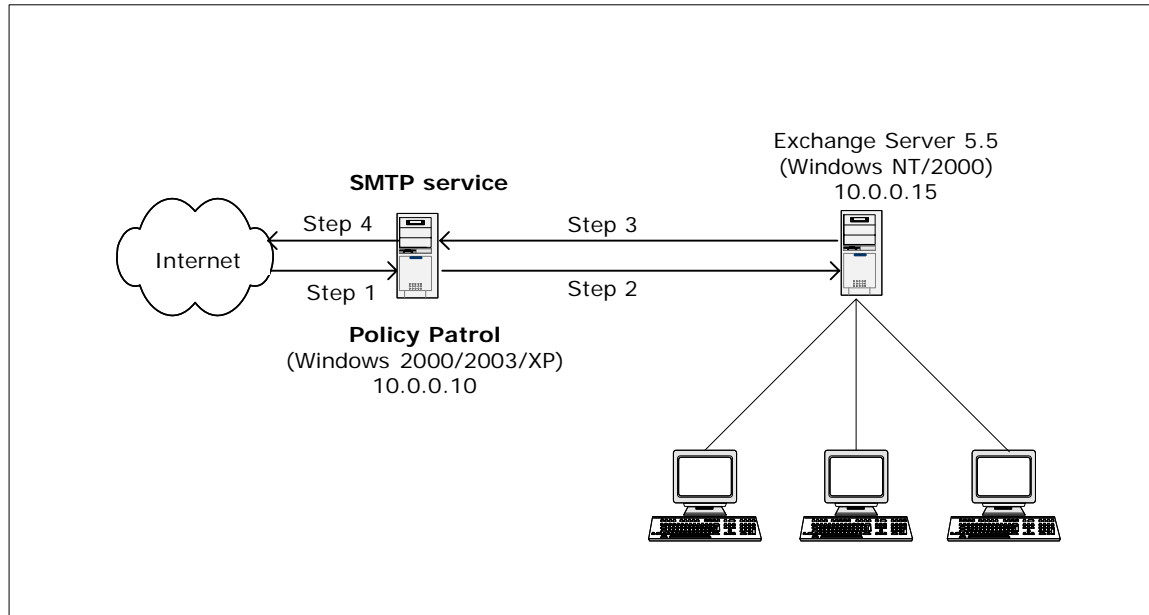 Exchange Server 5.5
(Windows NT/2000)
10.0.0.15
SMTP service
Step 4
Step 3
Internet
Step 1
Step 2
Policy Patrol
(Windows 2000/2003/XP)
10.0.0.10